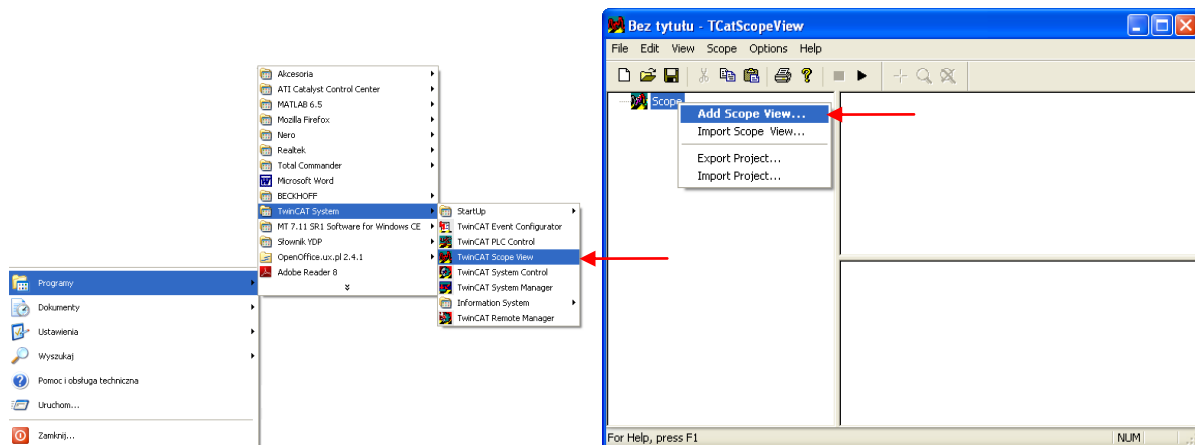 Akcesoria
ATI Catalyst Control Center
MATLAB 6.5
Mozilla Firefox
Nero
Realtek
Total Commander
Microsoft Word
BECKHOFF
TwinCAT System
MT 7.11 SR1 Software for Windows CE
Słownik YDP
OpenOffice.ux.pl 2.4.1
Adobe Reader 8
StartUp
TwinCAT Event Configurator
TwinCAT PLC Control
TwinCAT Scope View
TwinCAT System Control
TwinCAT System Manager
Information System
TwinCAT Remote Manager
Programy
Dokumenty
Ustawienia
Wyszukaj
Pomoc i obsługa techniczna
Uruchom...
Zamknij...
Bez tytułu - TCatScopeView
File Edit View Scope Options Help
Scope
Add Scope View...
Import Scope View...
Export Project...
Import Project...
For Help, press F1
NUM